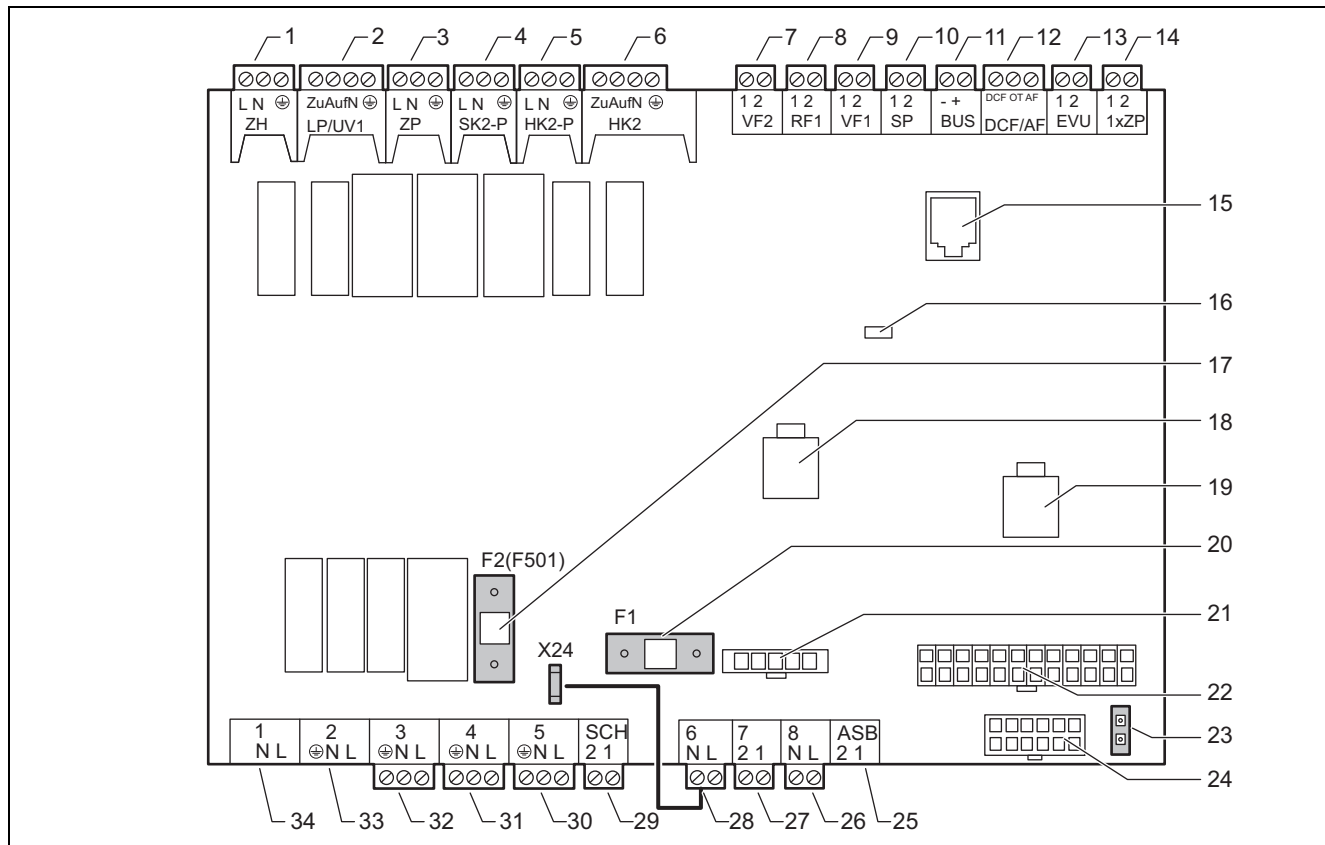 1 2 3 4 5 6 7 8 9 10 11 12 13 14
L N ZuAufN L N L N L N ZuAufN 1 2 1 2 1 2 1 2 - + DCF OT AF 1 2 1 2
ZH LP/UV1 ZP SK2-P HK2-P HK2 VF2 RF1 VF1 SP BUS DCF/AF EVU 1xZP
15
16
17
18
19
20
F2(F501)
F1
21
X24
22
23
24
1 2 3 4 5 SCH 6 7 8 ASB
N L N L N L N L N L 2 1 N L 2 1 N L 2 1
34 33 32 31 30 29 28 27 26 25